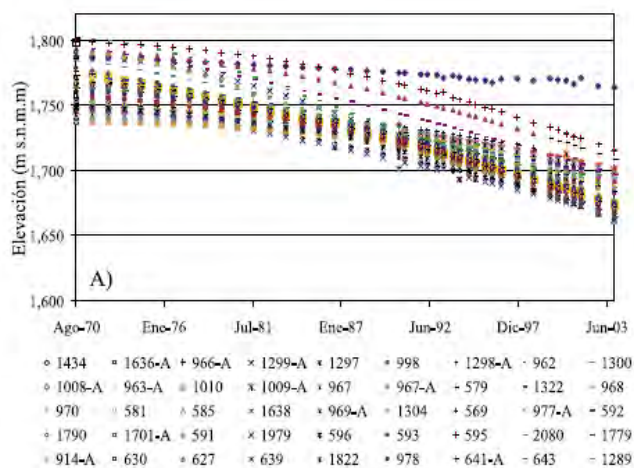 1,800
1,750
1,700
1,650
1,600
Elevación (m s.n.m.m)
A)
Ago-70 Ene-76 Jul-81 Ene-87 Jun-92 Dic-97 Jun-03
1434 1636-A 966-A 1299-A 1297 998 1298-A 962 1300
1008-A 963-A 1010 1009-A 967 967-A 579 1322 968
970 581 585 1638 969-A 1304 569 977-A 592
1790 1701-A 591 1979 596 593 595 2080 1779
914-A 630 627 639 1822 978 641-A 643 1289